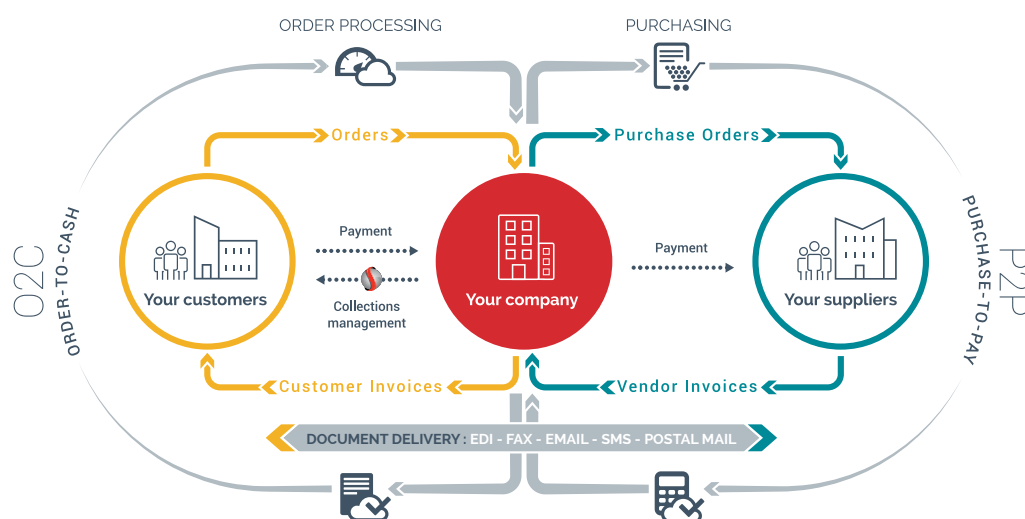 ORDER PROCESSING
PURCHASING
Orders
Purchase Orders
O2C
ORDER-TO-CASH
Your customers
Payment
Collections
management
Your company
Payment
Your suppliers
PURCHASE-TO-PAY
P2P
Customer Invoices
Vendor Invoices
DOCUMENT DELIVERY : EDI - FAX - EMAIL - SMS - POSTAL MAIL